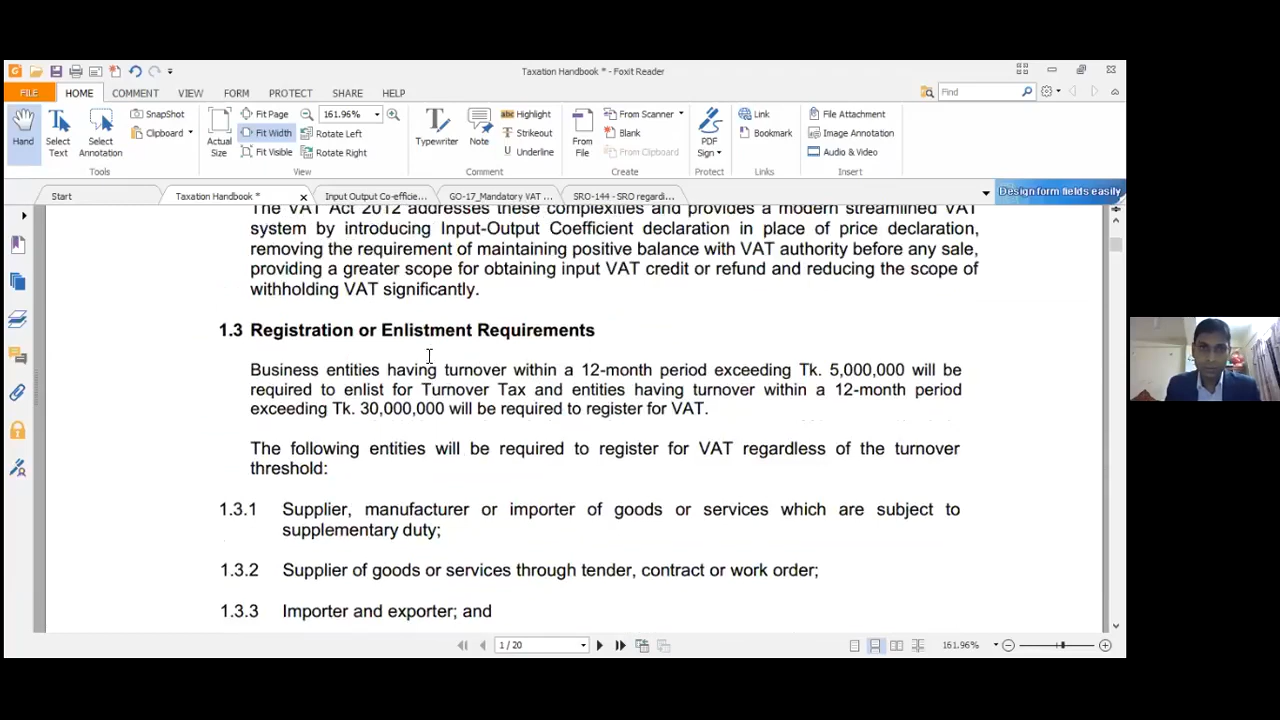 Taxation Handbook * - Foxit Reader
FILE HOME COMMENT VIEW FORM PROTECT SHARE HELP
Find
Hand
Select Text
SnapShot
Clipboard
Select Annotation
Tools
Actual Size
Fit Page
Fit Width
Fit Visible
161.96%
Rotate Left
Rotate Right
View
Typewriter
Note
Highlight
Strikeout
Underline
Comment
From File
From Scanner
Blank
From Clipboard
Create
PDF Sign
Protect
Link
Bookmark
Links
File Attachment
Image Annotation
Audio & Video
Insert
Start
Taxation Handbook *
Input Output Co-efficie...
GO-17_Mandatory VAT ...
SRO-144 - SRO regardi...
Design form fields easily
The VAT Act 2012 addresses these complexities and provides a modern streamlined VAT
system by introducing Input-Output Coefficient declaration in place of price declaration,
removing the requirement of maintaining positive balance with VAT authority before any sale,
providing a greater scope for obtaining input VAT credit or refund and reducing the scope of
withholding VAT significantly.
1.3 Registration or Enlistment Requirements
Business entities having turnover within a 12-month period exceeding Tk. 5,000,000 will be
required to enlist for Turnover Tax and entities having turnover within a 12-month period
exceeding Tk. 30,000,000 will be required to register for VAT.
The following entities will be required to register for VAT regardless of the turnover
threshold:
1.3.1 Supplier, manufacturer or importer of goods or services which are subject to
supplementary duty;
1.3.2 Supplier of goods or services through tender, contract or work order;
1.3.3 Importer and exporter; and
1 / 20
161.96%